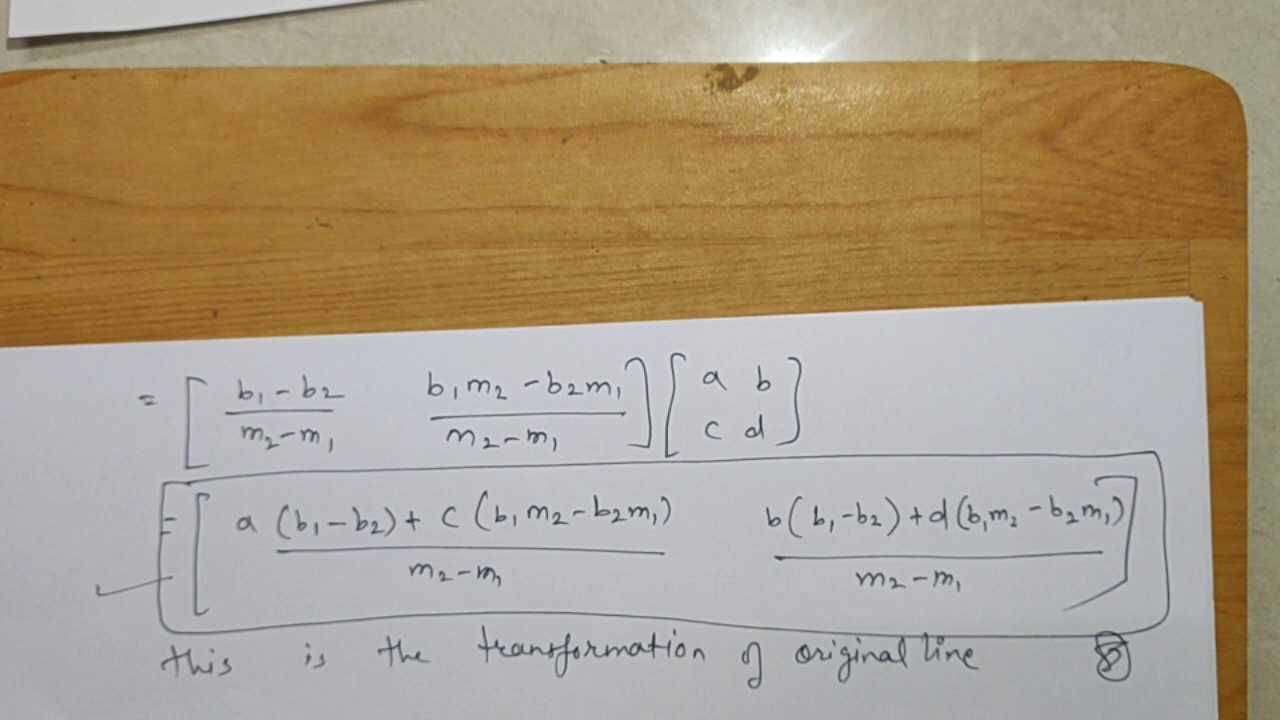 = [ (b₁ - b₂)/(m₂ - m₁)   (b₁m₂ - b₂m₁)/(m₂ - m₁) ] [ a b ; c d ]
= [ (a (b₁ - b₂) + c (b₁m₂ - b₂m₁))/(m₂ - m₁)   (b (b₁ - b₂) + d (b₁m₂ - b₂m₁))/(m₂ - m₁) ]
this is the transformation of original line